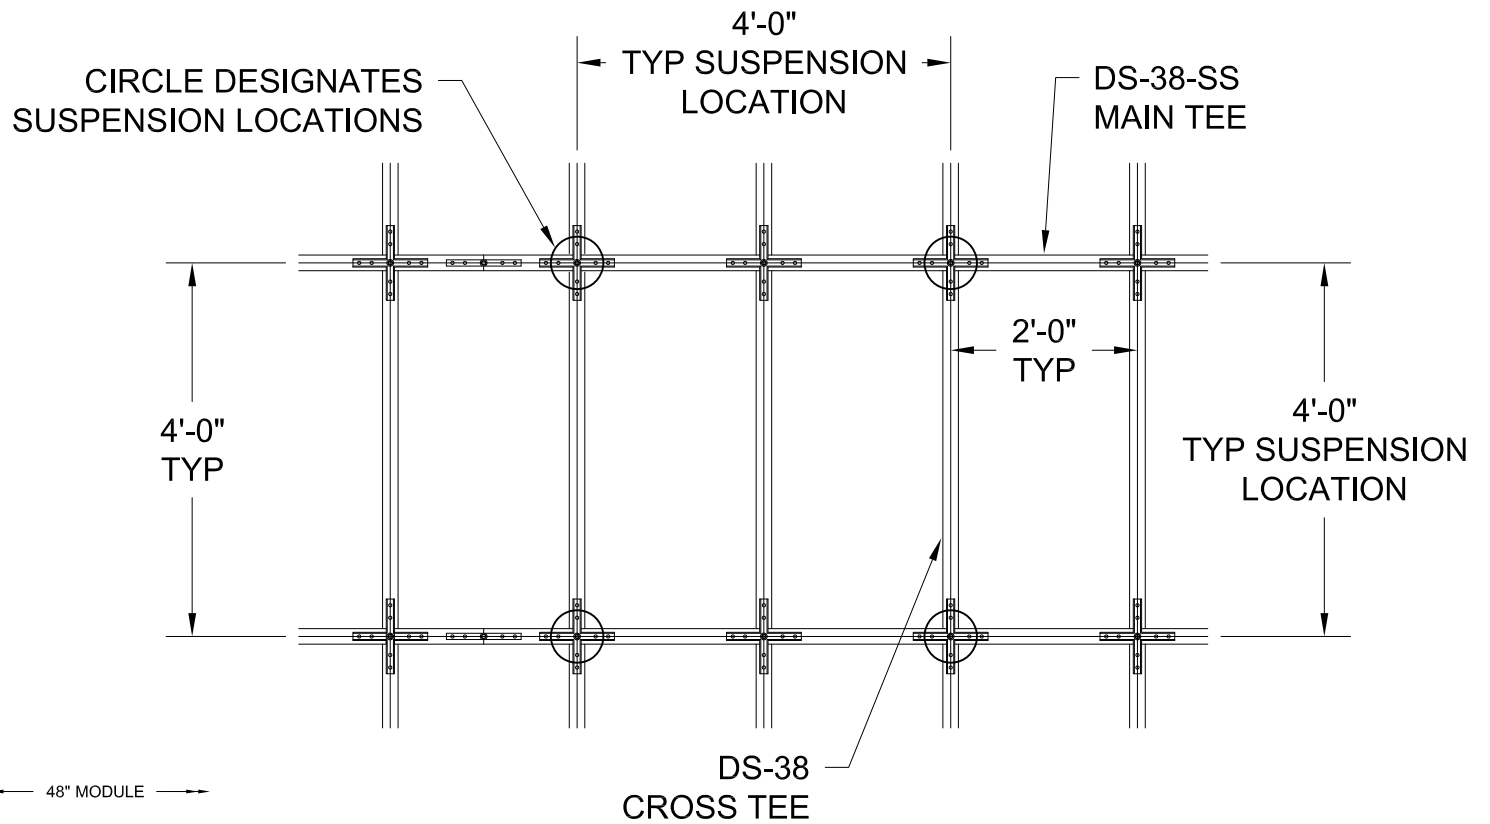 CIRCLE DESIGNATES
SUSPENSION LOCATIONS
4'-0"
TYP SUSPENSION
LOCATION
DS-38-SS
MAIN TEE
4'-0"
TYP
2'-0"
TYP
4'-0"
TYP SUSPENSION
LOCATION
DS-38
CROSS TEE
48" MODULE